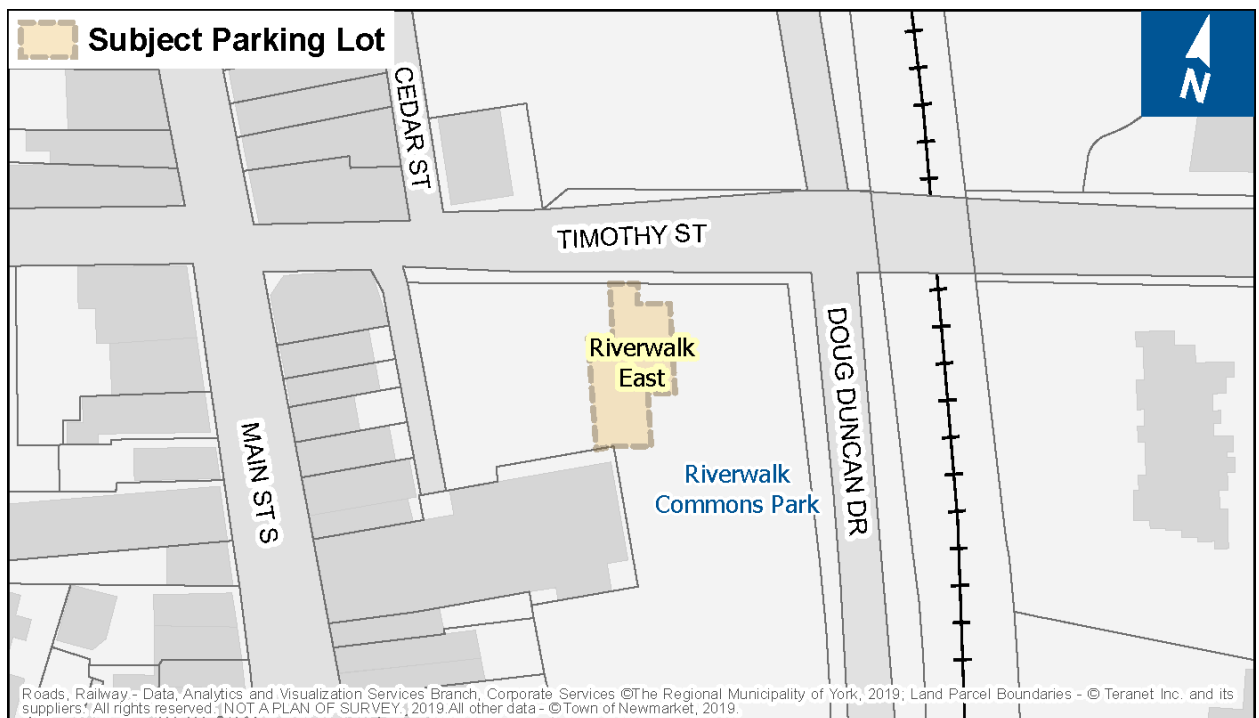 Subject Parking Lot
N
CEDAR ST
TIMOTHY ST
Riverwalk
East
DOUG DUNCAN DR
MAIN ST S
Riverwalk
Commons Park
Roads, Railway - Data, Analytics and Visualization Services Branch, Corporate Services ©The Regional Municipality of York, 2019; Land Parcel Boundaries - © Teranet Inc. and its
suppliers. All rights reserved. NOT A PLAN OF SURVEY. 2019.All other data - ©Town of Newmarket, 2019.